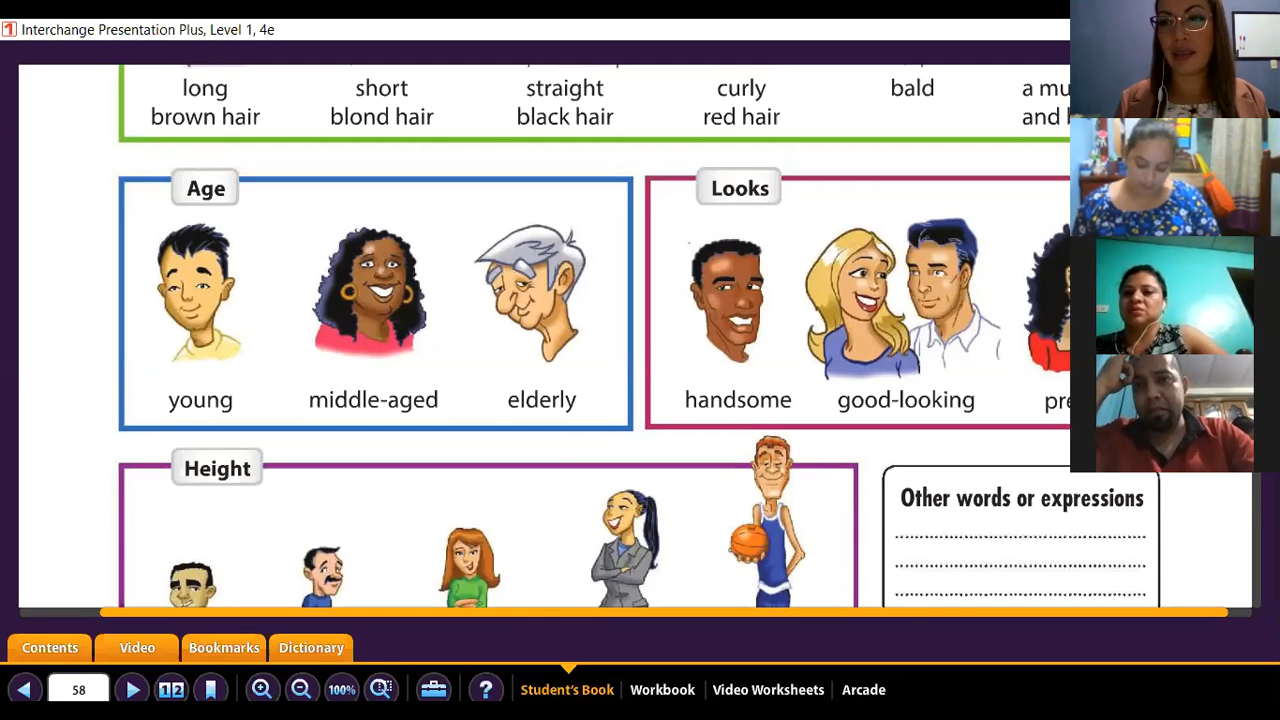 Interchange Presentation Plus, Level 1, 4e
long short straight curly bald a mu
brown hair blond hair black hair red hair and
Age
Looks
young middle-aged elderly
handsome good-looking pre
Height
Other words or expressions
Contents Video Bookmarks Dictionary
58 12 100% ? Student's Book Workbook Video Worksheets Arcade